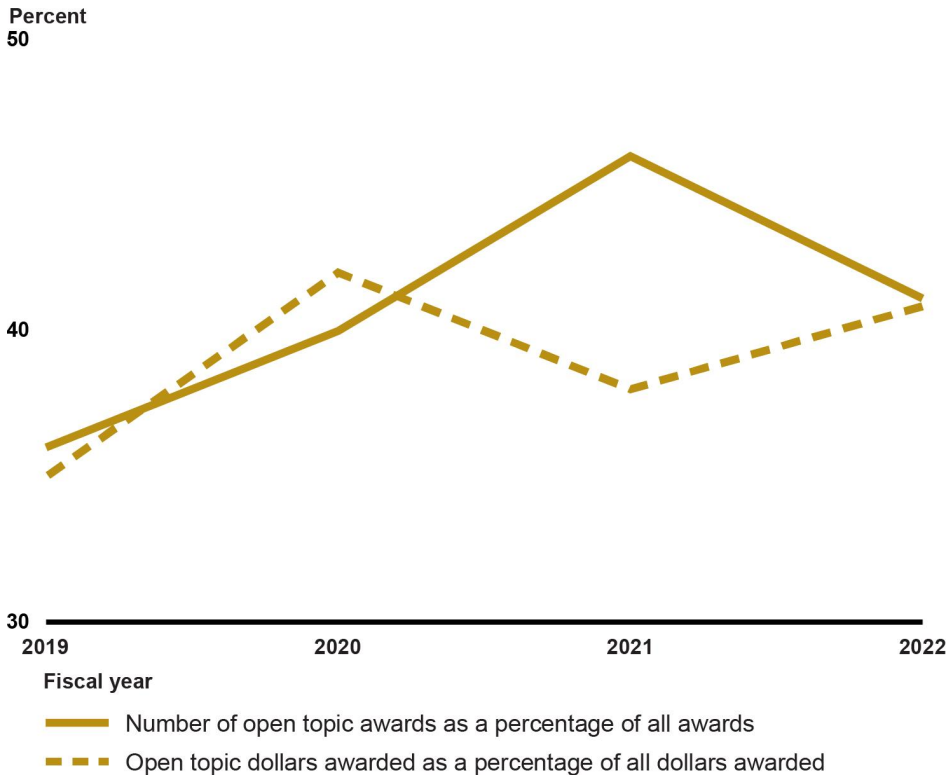 Percent
50
40
30
2019 2020 2021 2022
Fiscal year
Number of open topic awards as a percentage of all awards
Open topic dollars awarded as a percentage of all dollars awarded